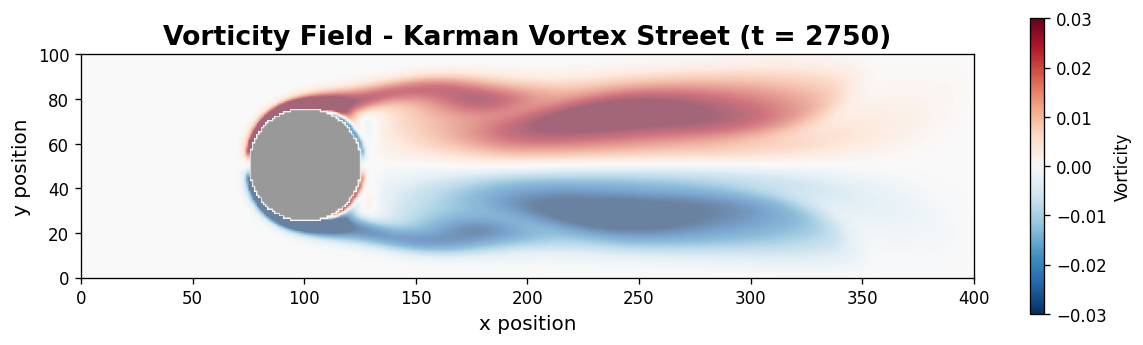 Vorticity Field - Karman Vortex Street (t = 2750)
100
80
60
40
20
0
y position
0 50 100 150 200 250 300 350 400
x position
0.03
0.02
0.01
0.00
−0.01
−0.02
−0.03
Vorticity